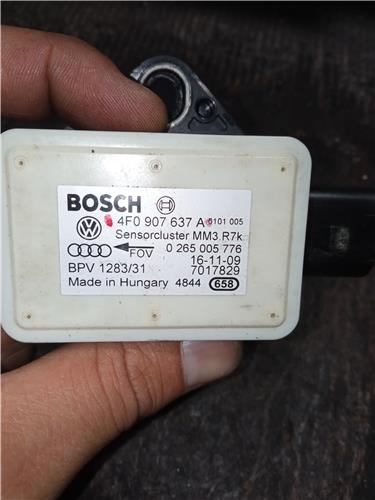 BOSCH
4F0 907 637 A 0101 005
Sensorcluster MM3 R7k
FOV 0 265 005 776
BPV 1283/31 16-11-09
7017829
Made in Hungary 4844 658